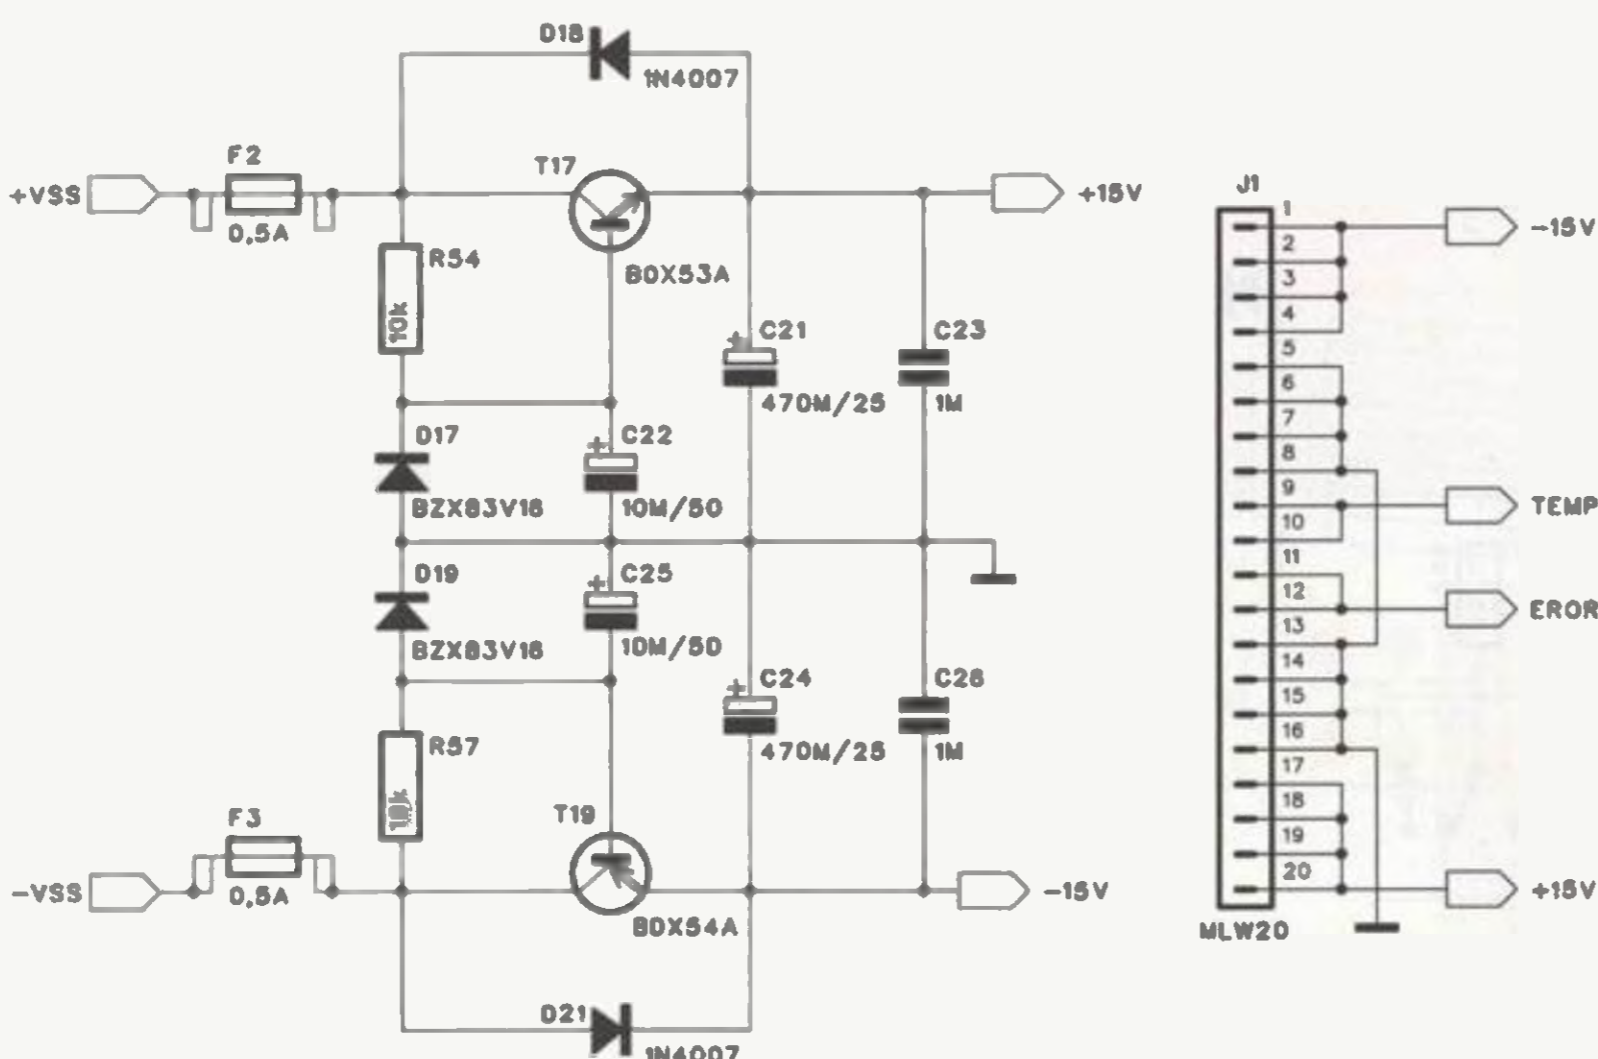 D18
1N4007
F2
T17
+VSS
0,5A
+15V
R54
10k
BDX53A
+
C21
C23
470M/25
1M
D17
+
C22
BZX83V16
10M/50
D19
+
C25
BZX83V16
10M/50
+
C24
C26
470M/25
1M
R57
F3
T19
-VSS
0,5A
-15V
BDX54A
D21
1N4007
J1
1
-15V
2
3
4
5
6
7
8
9
TEMP
10
11
12
EROR
13
14
15
16
17
18
19
20
+15V
MLW20